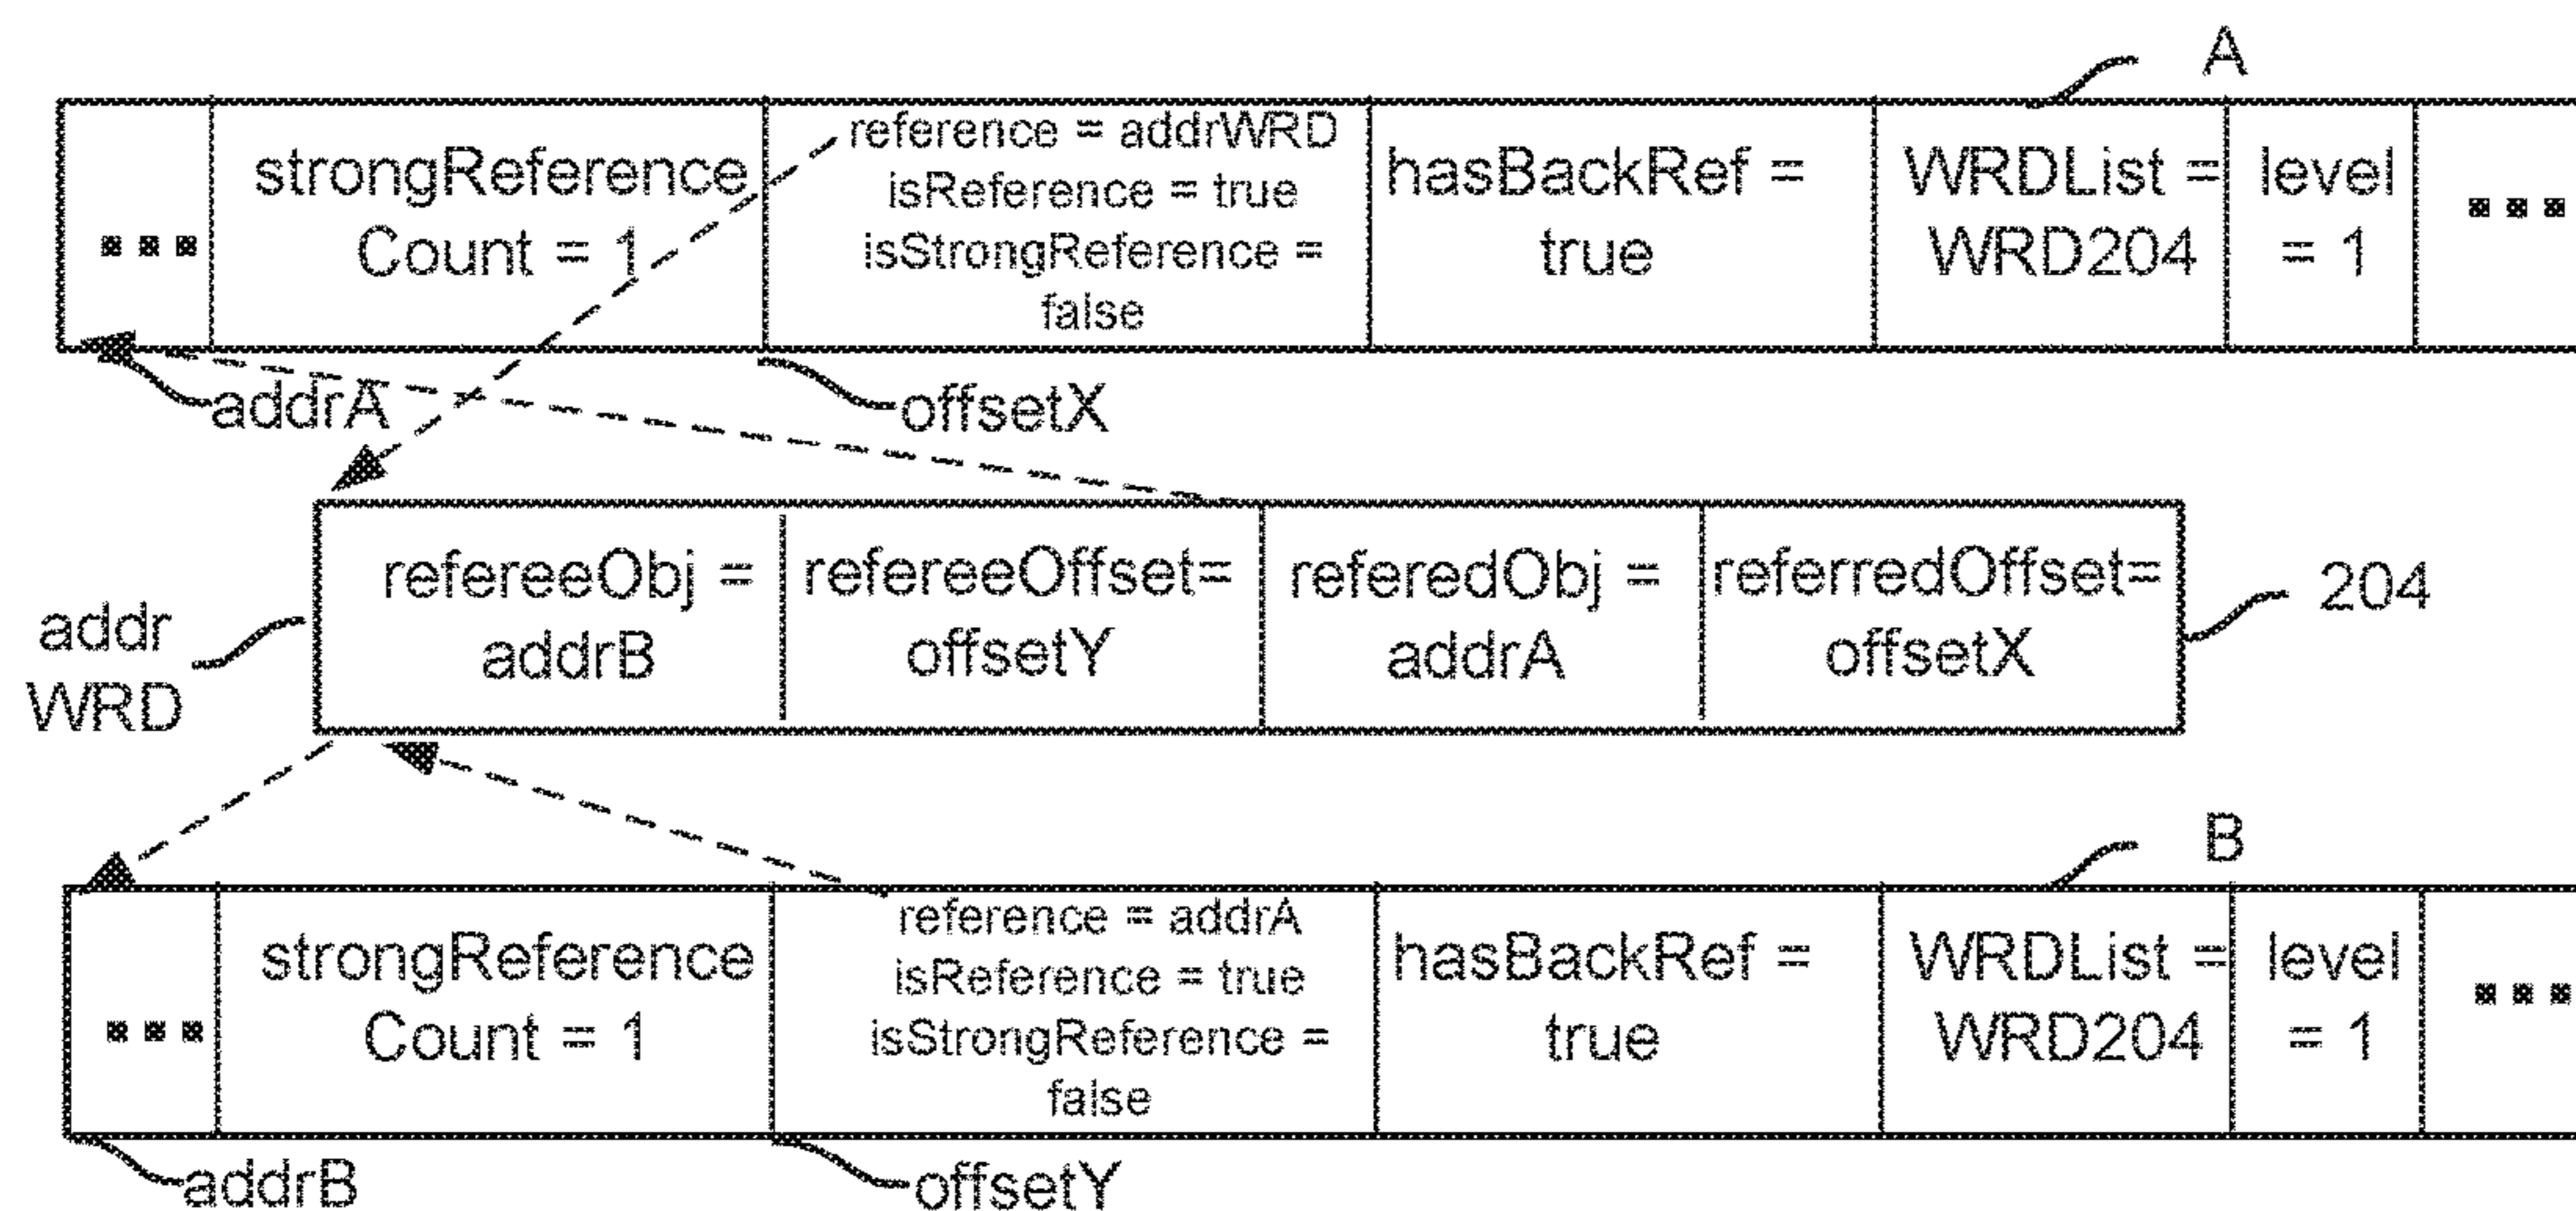 A
...
strongReference
Count = 1
reference = addrWRD
isReference = true
isStrongReference =
false
hasBackRef =
true
WRDList =
WRD204
level
= 1
...
addrA
offsetX
addr
WRD
refereeObj =
addrB
refereeOffset=
offsetY
referedObj =
addrA
referredOffset=
offsetX
204
B
...
strongReference
Count = 1
reference = addrA
isReference = true
isStrongReference =
false
hasBackRef =
true
WRDList =
WRD204
level
= 1
...
addrB
offsetY